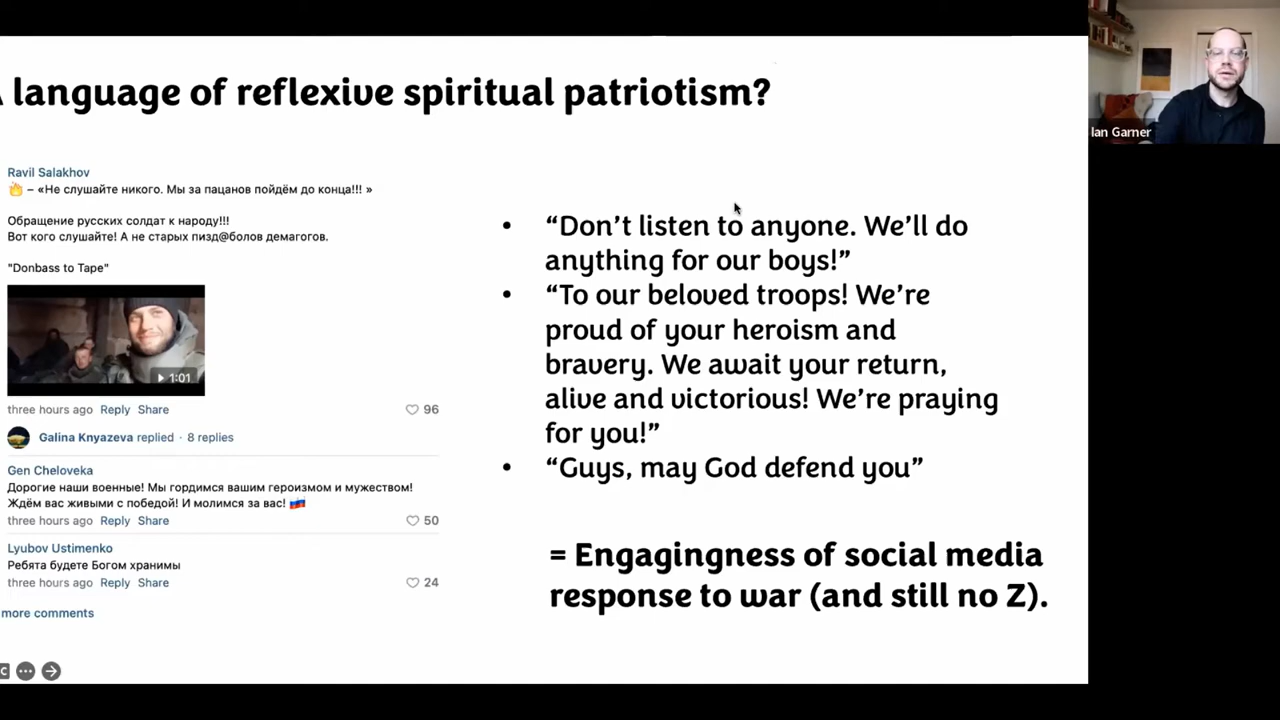 A language of reflexive spiritual patriotism?
Ravil Salakhov
👏 – «Не слушайте никого. Мы за пацанов пойдём до конца!!! »
Обращение русских солдат к народу!!!
Вот кого слушайте! А не старых пизд@болов демагогов.
"Donbass to Tape"
1:01
three hours ago Reply Share 96
Galina Knyazeva replied · 8 replies
Gen Cheloveka
Дорогие наши военные! Мы гордимся вашим героизмом и мужеством!
Ждём вас живыми с победой! И молимся за вас! 🇷🇺
three hours ago Reply Share 50
Lyubov Ustimenko
Ребята будете Богом хранимы
three hours ago Reply Share 24
more comments
• “Don’t listen to anyone. We’ll do
anything for our boys!”
• “To our beloved troops! We’re
proud of your heroism and
bravery. We await your return,
alive and victorious! We’re praying
for you!”
• “Guys, may God defend you”
= Engagingness of social media
response to war (and still no Z).
Ian Garner